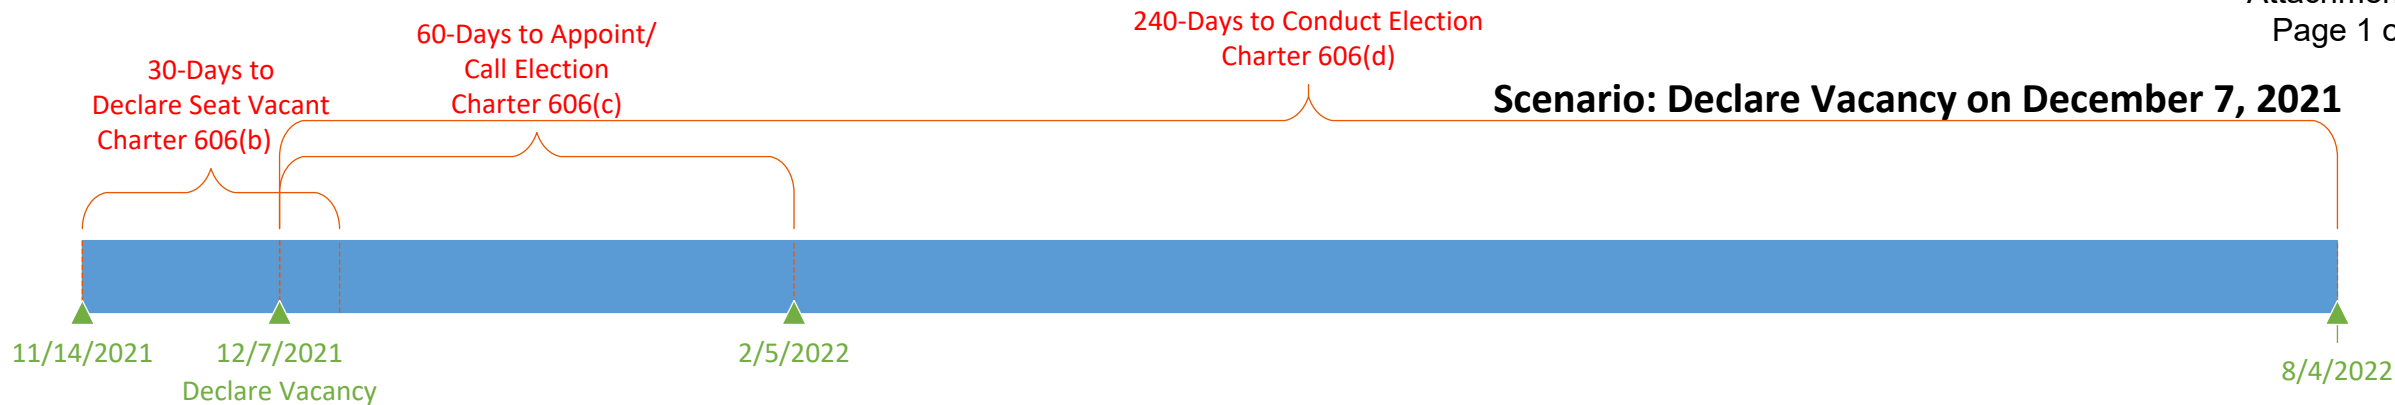 Page 1 o
240-Days to Conduct Election
Charter 606(d)
60-Days to Appoint/
Call Election
Charter 606(c)
30-Days to
Declare Seat Vacant
Charter 606(b)
Scenario: Declare Vacancy on December 7, 2021
11/14/2021
12/7/2021
Declare Vacancy
2/5/2022
8/4/2022